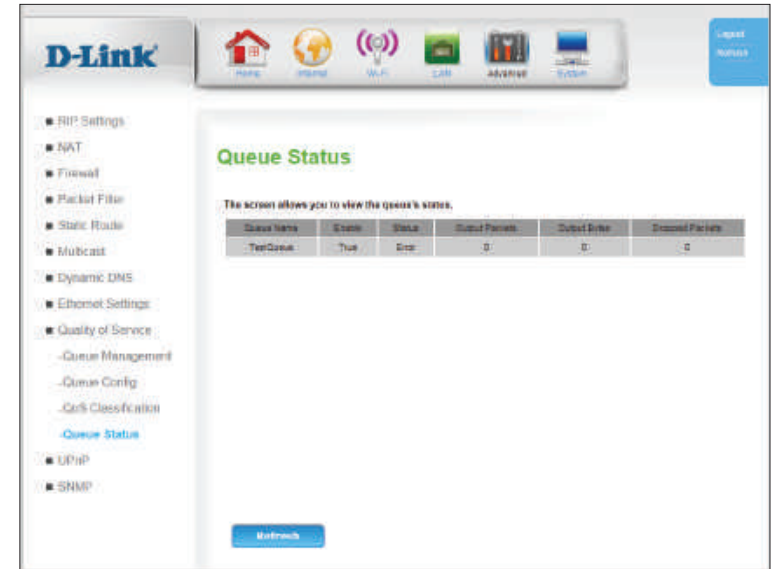 D-Link
Home
Internet
Wi-Fi
LAN
Advanced
System
Logout
Refresh
RIP Settings
NAT
Firewall
Packet Filter
Static Route
Multicast
Dynamic DNS
Ethernet Settings
Quality of Service
-Queue Management
-Queue Config
-QoS Classification
-Queue Status
UPnP
SNMP
Queue Status
The screen allows you to view the queue's status.
Queue Name Enable Status Output Packets Output Bytes Dropped Packets
TestQueue True Error 0 0 0
Refresh